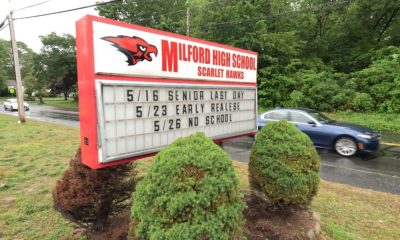 MILFORD HIGH SCHOOL
SCARLET HAWKS
5/16 SENIOR LAST DAY
5/23 EARLY REALESE
5/26 NO SCHOOL